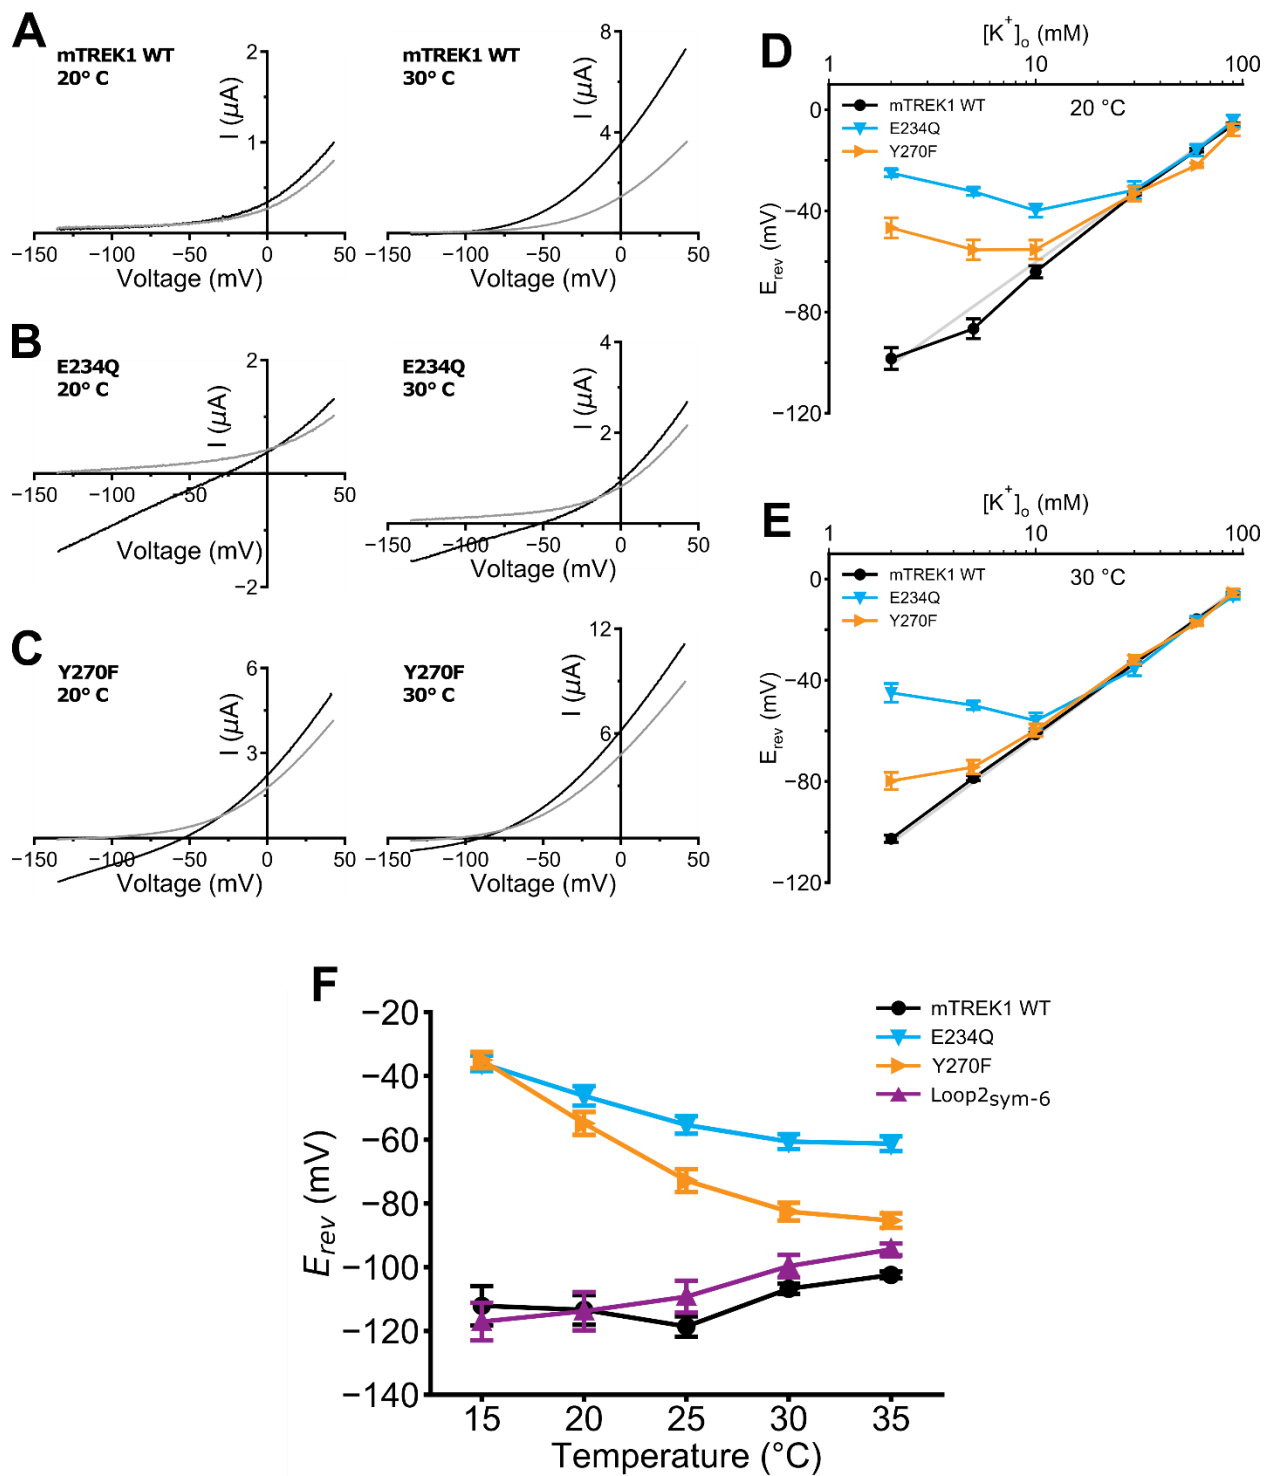 A
mTREK1 WT
20° C
2
1
I (µA)
−150 −100 −50 0 50
Voltage (mV)
mTREK1 WT
30° C
8
4
I (µA)
−150 −100 −50 0 50
Voltage (mV)
B
E234Q
20° C
2
I (µA)
−150 −100 −50 0 50
Voltage (mV)
−2
E234Q
30° C
4
2
I (µA)
−150 −100 −50 0 50
Voltage (mV)
C
Y270F
20° C
6
3
I (µA)
−150 −100 −50 0 50
Voltage (mV)
Y270F
30° C
12
6
I (µA)
−150 −100 −50 0 50
Voltage (mV)
D
[K+]o (mM)
1 10 100
mTREK1 WT
E234Q
Y270F
20 °C
0
−40
−80
−120
Erev (mV)
E
[K+]o (mM)
1 10 100
mTREK1 WT
E234Q
Y270F
30 °C
0
−40
−80
−120
Erev (mV)
F
mTREK1 WT
E234Q
Y270F
Loop2sym-6
−20
−40
−60
−80
−100
−120
−140
Erev (mV)
15 20 25 30 35
Temperature (°C)